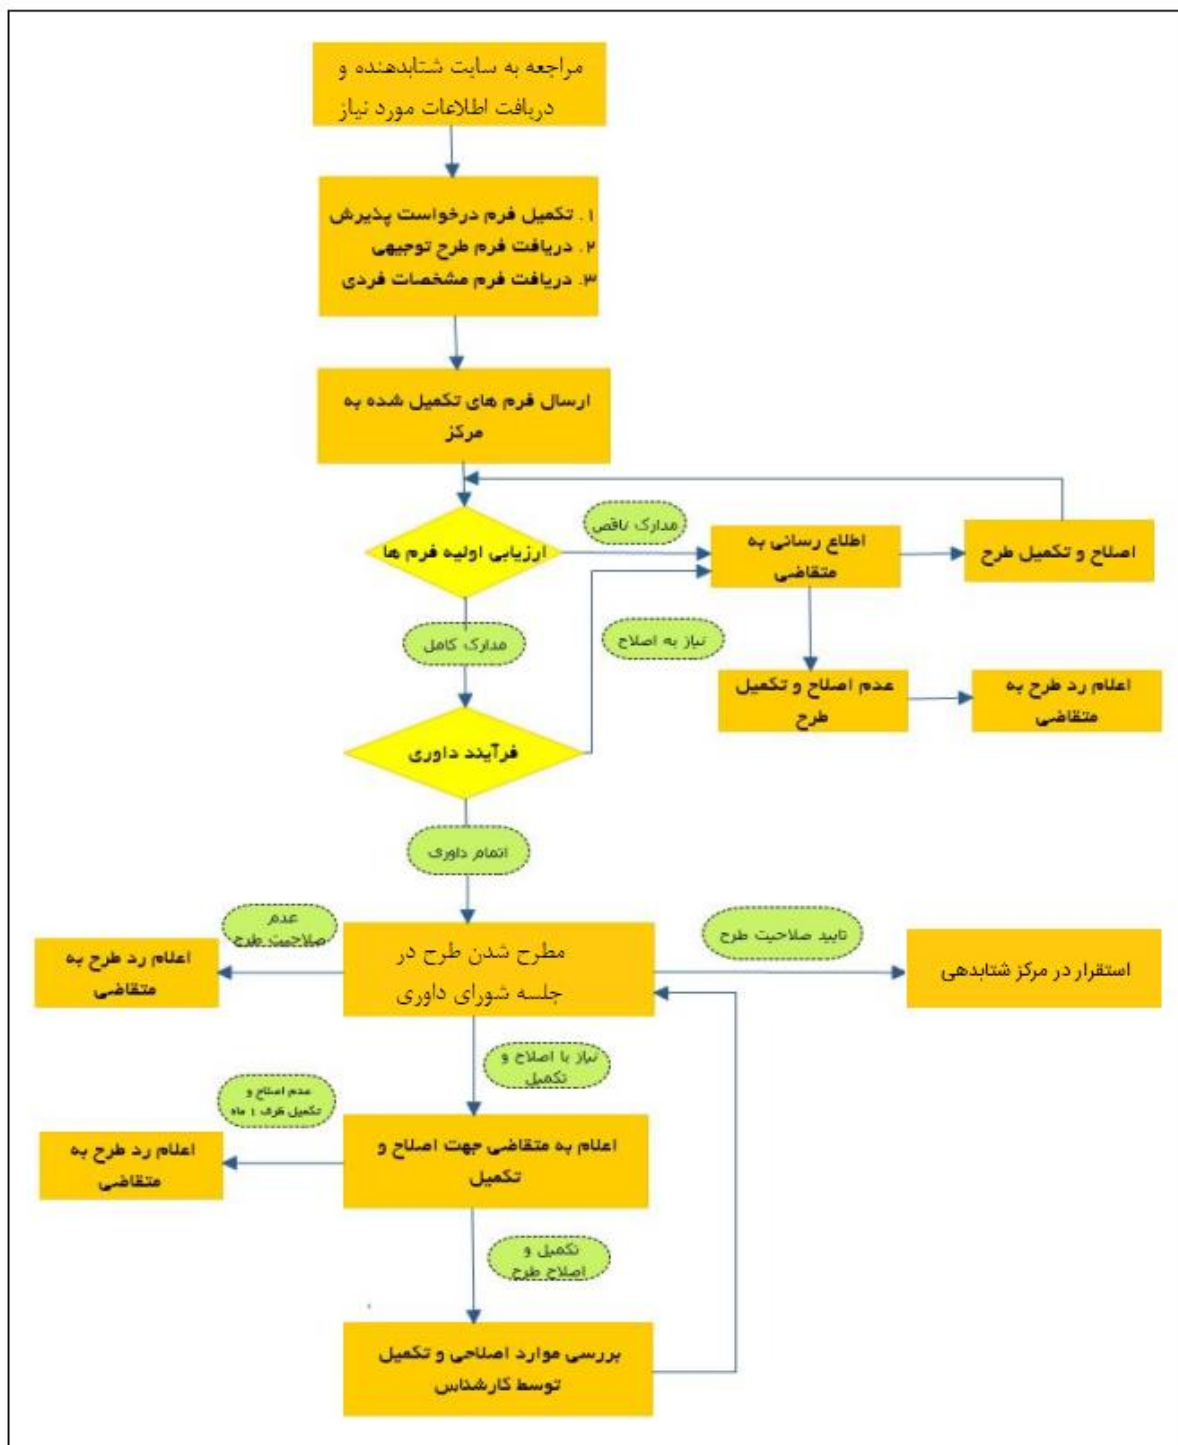 مراجعه به سایت شتابدهنده و
دریافت اطلاعات مورد نیاز
۱. تکمیل فرم درخواست پذیرش
۲. دریافت فرم طرح توجیهی
۳. دریافت فرم مشخصات فردی
ارسال فرم های تکمیل شده به
مرکز
ارزیابی اولیه فرم ها
مدارک ناقص
اطلاع رسانی به
متقاضی
اصلاح و تکمیل طرح
مدارک کامل
نیاز به اصلاح
عدم اصلاح و تکمیل
طرح
اعلام رد طرح به
متقاضی
فرآیند داوری
اتمام داوری
مطرح شدن طرح در
جلسه شورای داوری
تایید صلاحیت طرح
استقرار در مرکز شتابدهی
عدم
صلاحیت طرح
اعلام رد طرح به
متقاضی
نیاز با اصلاح و
تکمیل
اعلام به متقاضی جهت اصلاح و
تکمیل
عدم اصلاح و
تکمیل ظرف 1 ماه
اعلام رد طرح به
متقاضی
تکمیل و
اصلاح طرح
بررسی موارد اصلاحی و تکمیل
توسط کارشناس